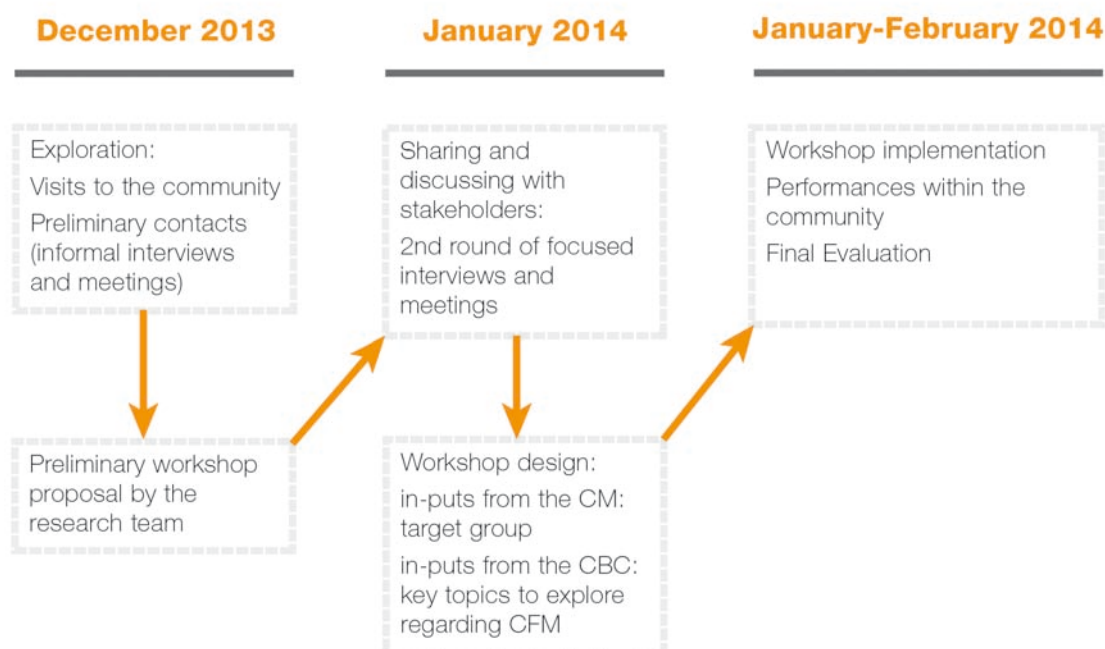 December 2013
Exploration:
Visits to the community
Preliminary contacts
(informal interviews
and meetings)
Preliminary workshop
proposal by the
research team
January 2014
Sharing and
discussing with
stakeholders:
2nd round of focused
interviews and
meetings
Workshop design:
in-puts from the CM:
target group
in-puts from the CBC:
key topics to explore
regarding CFM
January-February 2014
Workshop implementation
Performances within the
community
Final Evaluation